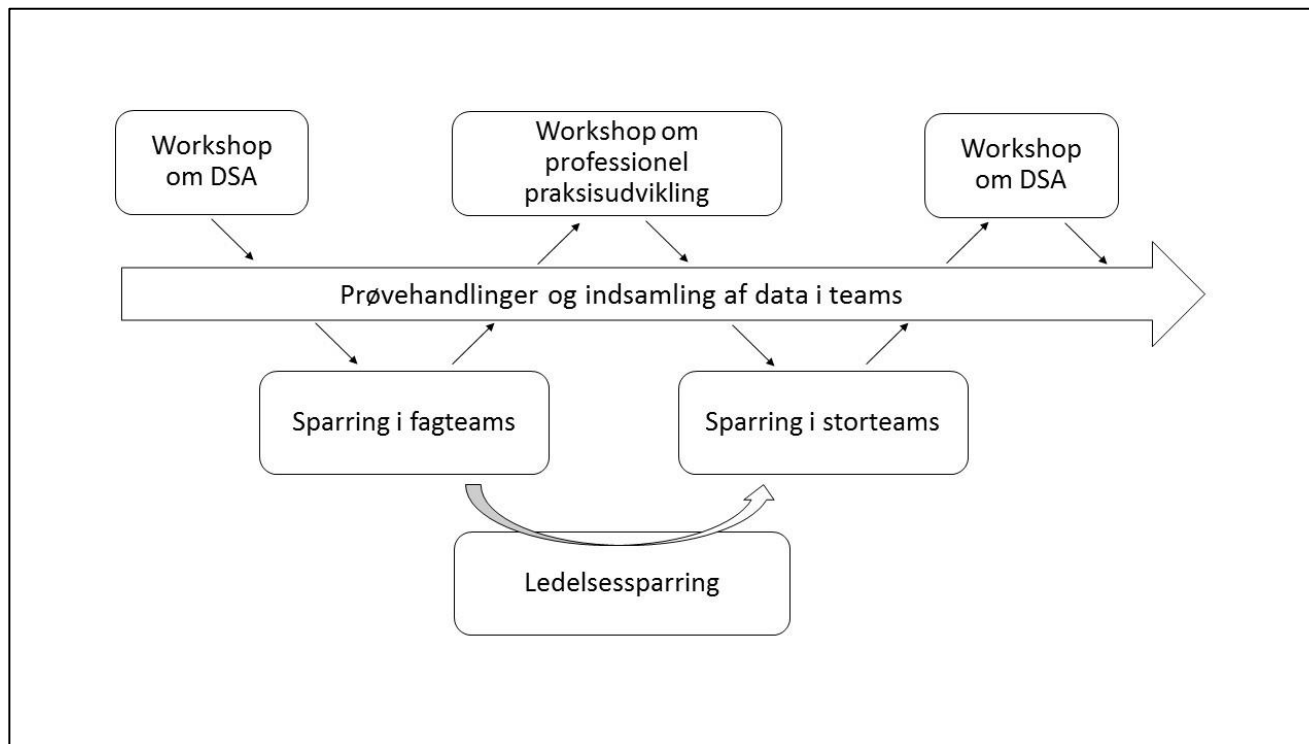 Workshop
om DSA
Workshop om
professionel
praksisudvikling
Workshop
om DSA
Prøvehandlinger og indsamling af data i teams
Sparring i fagteams
Sparring i storteams
Ledelsessparring